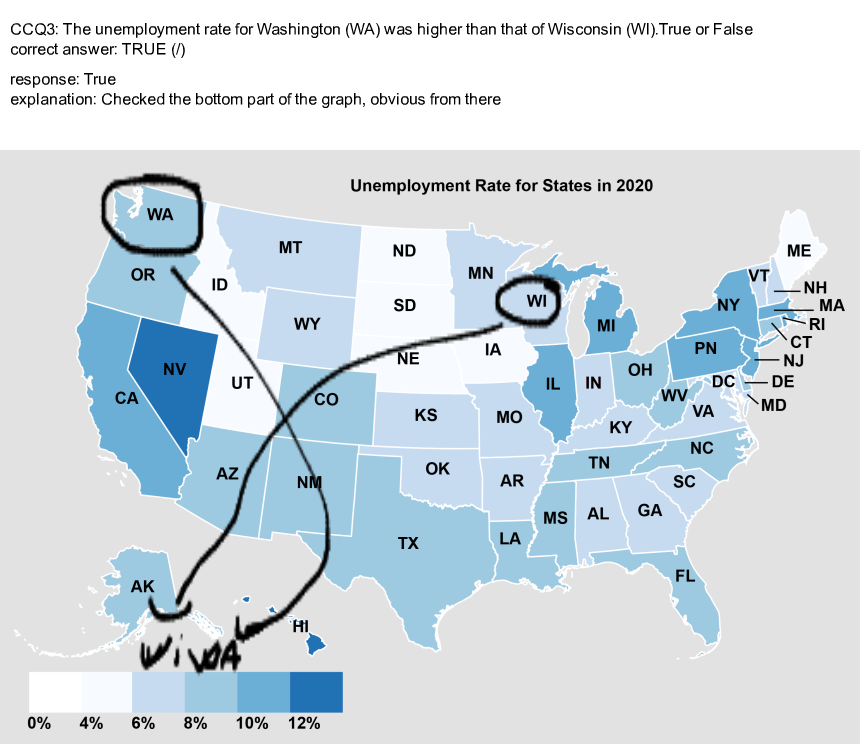 CCQ3: The unemployment rate for Washington (WA) was higher than that of Wisconsin (WI).True or False
correct answer: TRUE (/)
response: True
explanation: Checked the bottom part of the graph, obvious from there
Unemployment Rate for States in 2020
WA
MT
ND
MN
ME
VT
NH
OR
ID
SD
WI
MI
NY
MA
RI
WY
CT
NV
UT
NE
IA
PN
NJ
CA
CO
IL
IN
OH
DC
DE
WV
MD
KS
MO
KY
VA
AZ
NM
OK
AR
TN
NC
SC
TX
LA
MS
AL
GA
FL
AK
HI
Wi WA
0% 4% 6% 8% 10% 12%